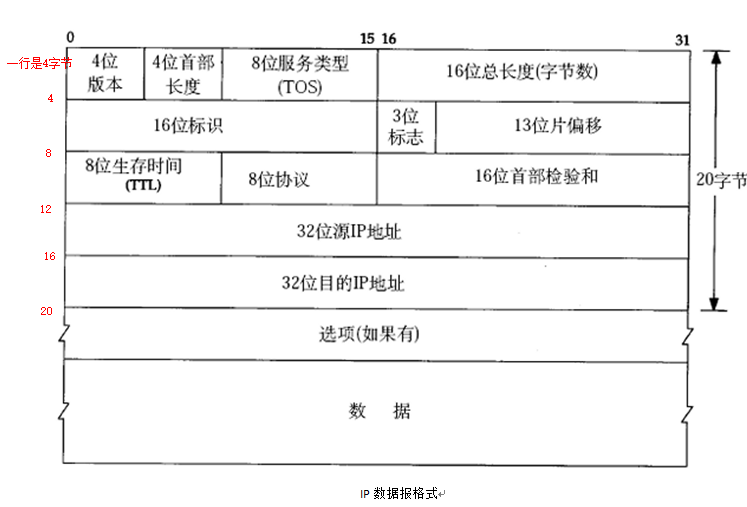 0 15 16 31
一行是4字节
4位版本
4位首部长度
8位服务类型(TOS)
16位总长度(字节数)
4
16位标识
3位标志
13位片偏移
8
8位生存时间(TTL)
8位协议
16位首部检验和
20字节
12
32位源IP地址
16
32位目的IP地址
20
选项(如果有)
数 据
IP数据报格式↵